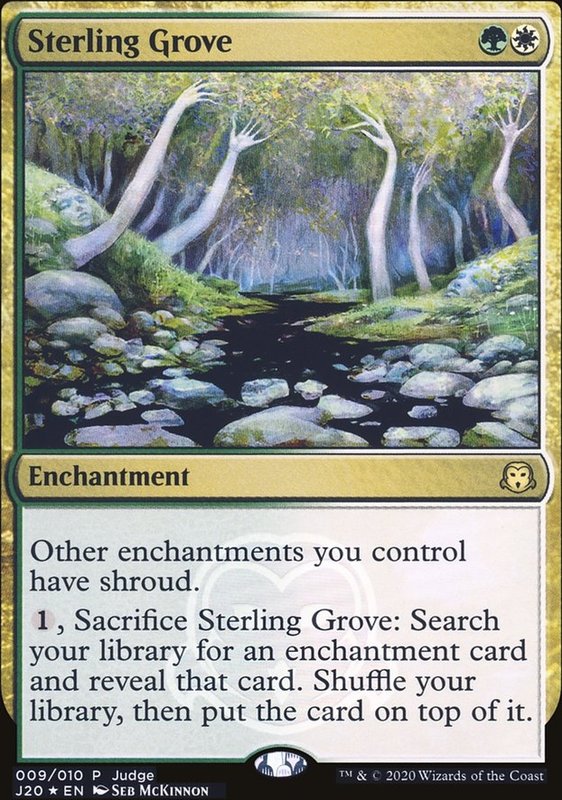 Sterling Grove
Enchantment
Other enchantments you control
have shroud.
1, Sacrifice Sterling Grove: Search
your library for an enchantment card
and reveal that card. Shuffle your
library, then put the card on top of it.
009/010 P Judge
J20 ★ EN Seb McKinnon
™ & © 2020 Wizards of the Coast